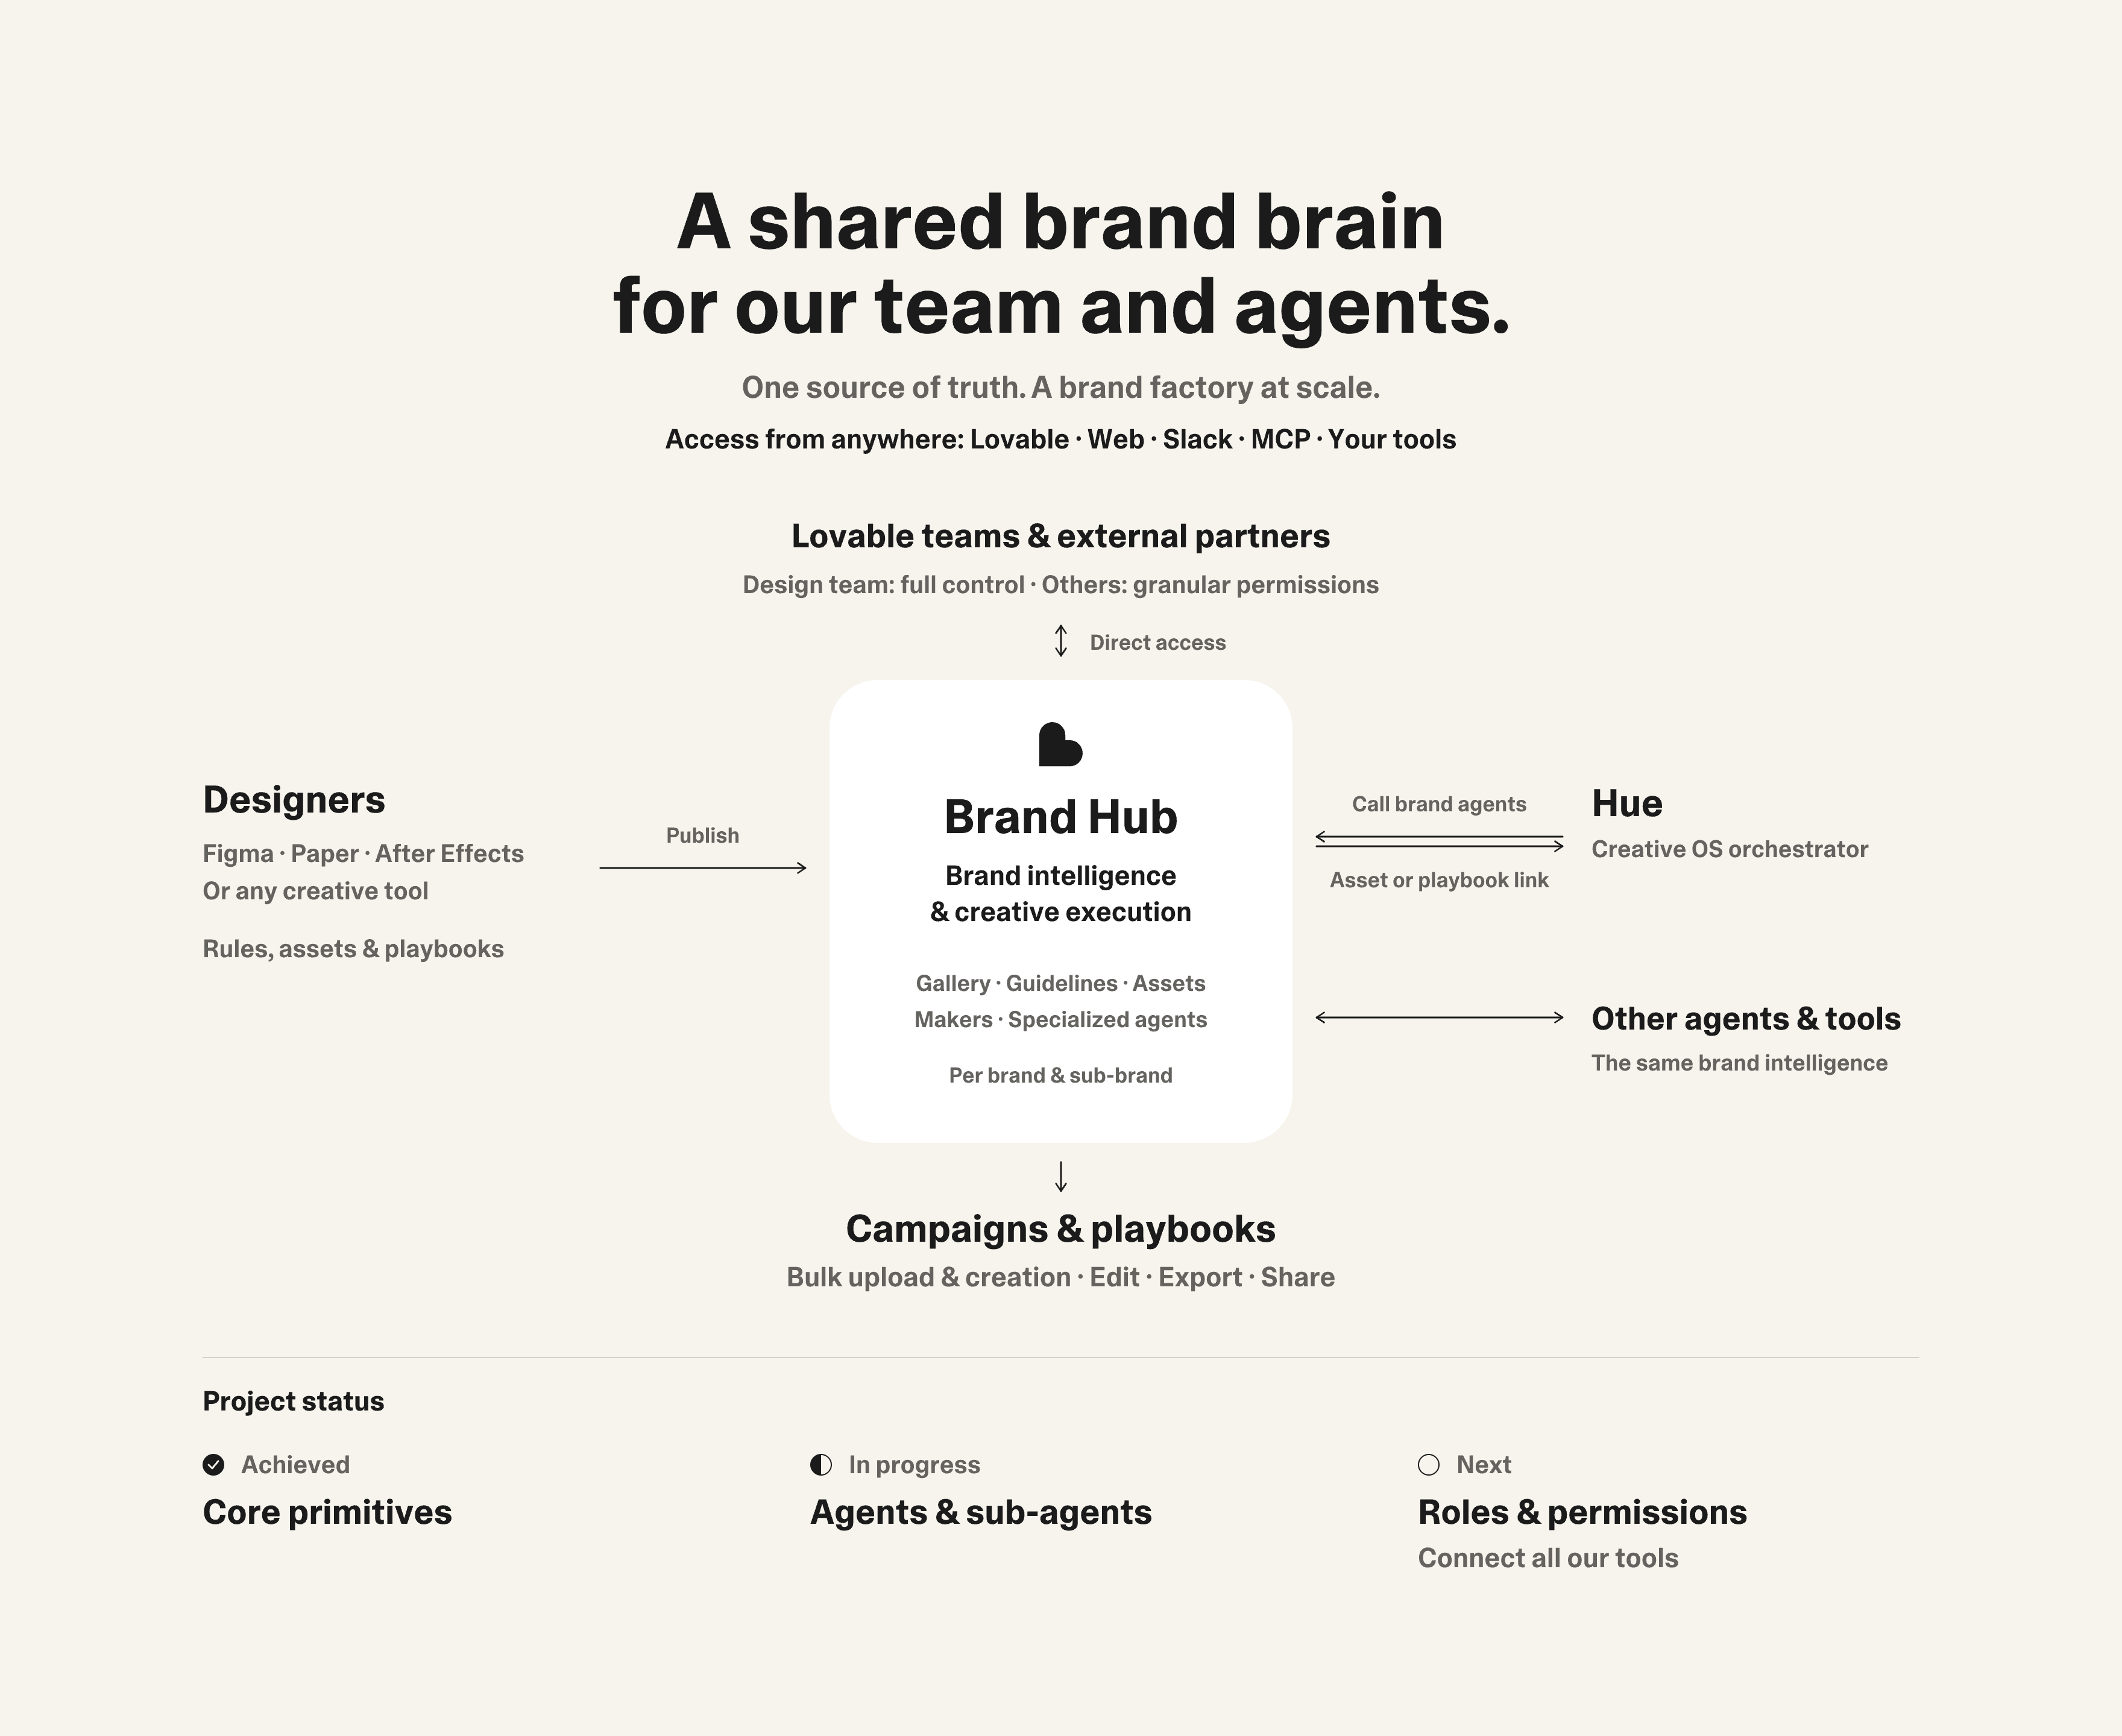 A shared brand brain
for our team and agents.
One source of truth. A brand factory at scale.
Access from anywhere: Lovable · Web · Slack · MCP · Your tools
Lovable teams & external partners
Design team: full control · Others: granular permissions
Direct access
Designers
Figma · Paper · After Effects
Or any creative tool
Rules, assets & playbooks
Publish
Brand Hub
Brand intelligence
& creative execution
Gallery · Guidelines · Assets
Makers · Specialized agents
Per brand & sub-brand
Call brand agents
Asset or playbook link
Hue
Creative OS orchestrator
Other agents & tools
The same brand intelligence
Campaigns & playbooks
Bulk upload & creation · Edit · Export · Share
Project status
Achieved
Core primitives
In progress
Agents & sub-agents
Next
Roles & permissions
Connect all our tools